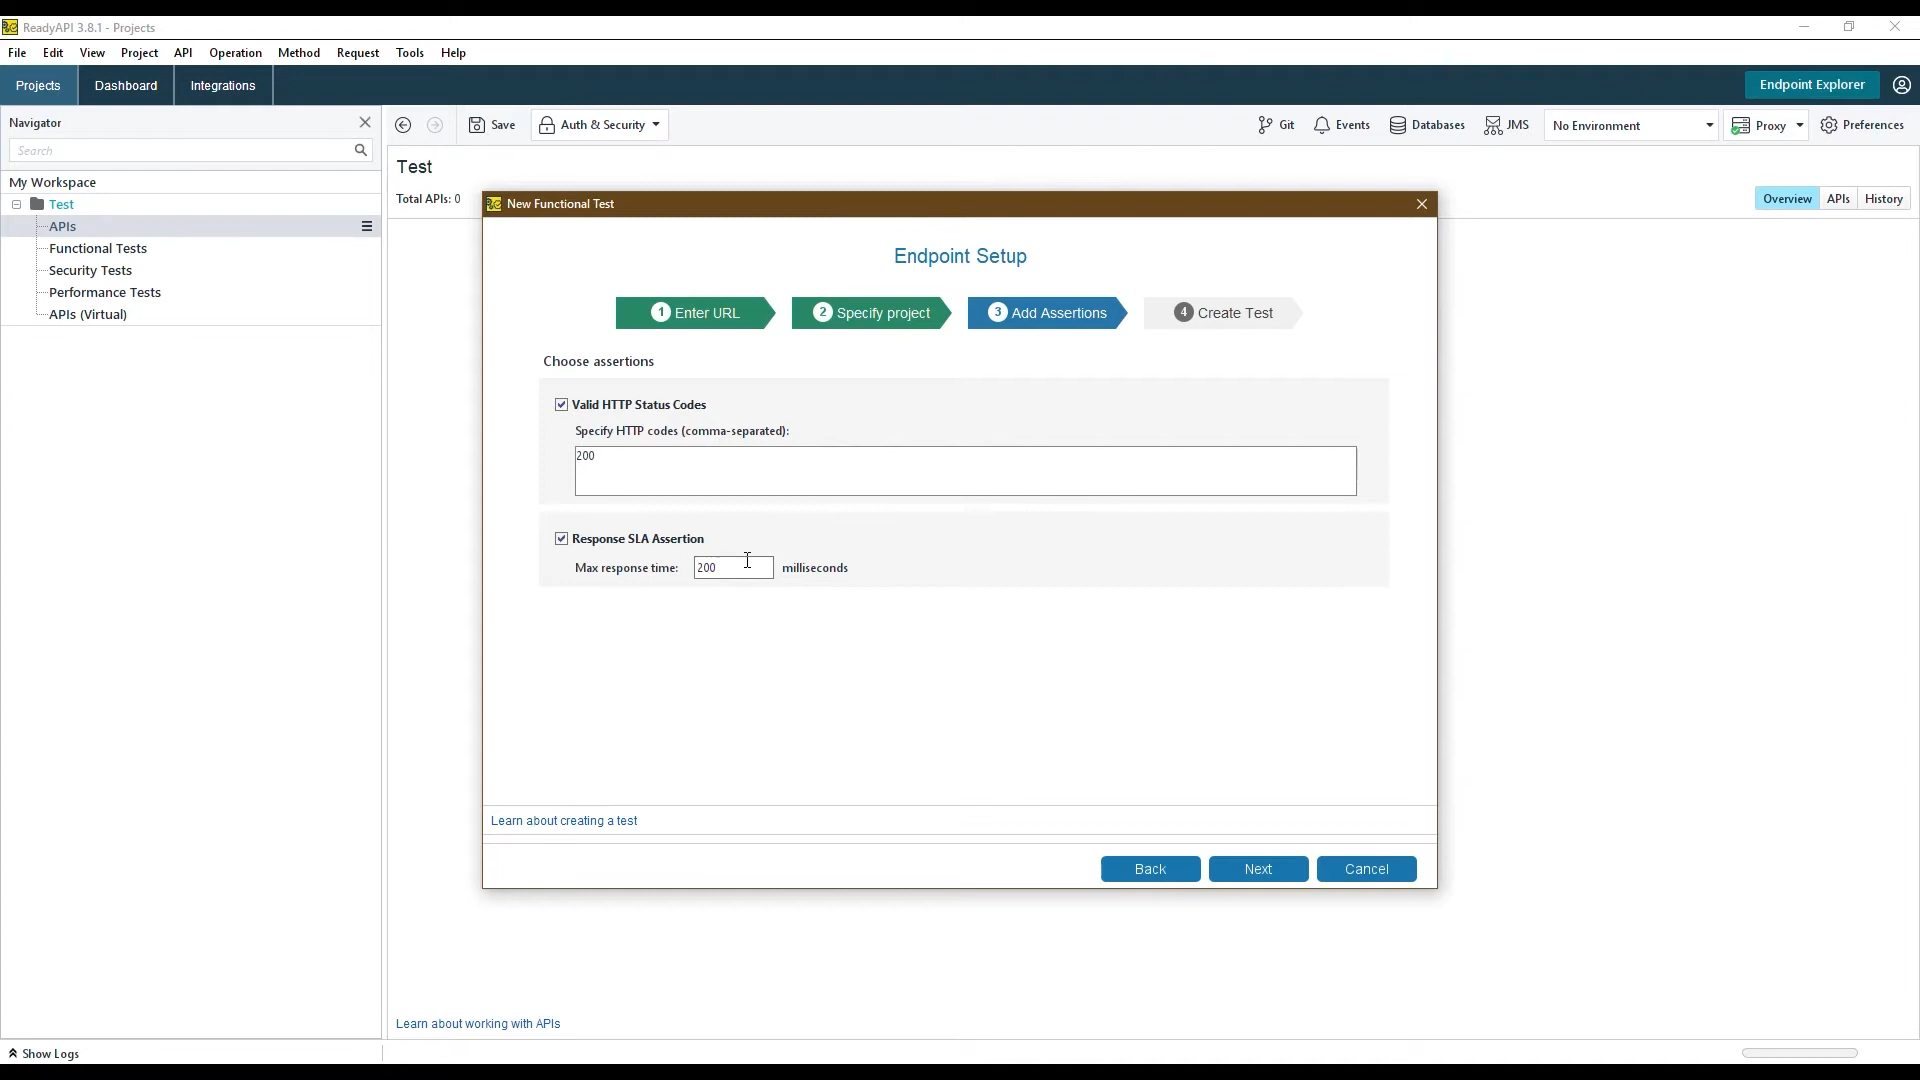 ReadyAPI 3.8.1 - Projects
File Edit View Project API Operation Method Request Tools Help
Projects Dashboard Integrations Endpoint Explorer
Navigator
Save Auth & Security Git Events Databases JMS No Environment Proxy Preferences
Search
Test
My Workspace
Total APIs: 0
Overview APIs History
Test
APIs
Functional Tests
Security Tests
Performance Tests
APIs (Virtual)
New Functional Test
Endpoint Setup
1 Enter URL 2 Specify project 3 Add Assertions 4 Create Test
Choose assertions
Valid HTTP Status Codes
Specify HTTP codes (comma-separated):
200
Response SLA Assertion
Max response time: 200 milliseconds
Learn about creating a test
Back Next Cancel
Learn about working with APIs
Show Logs